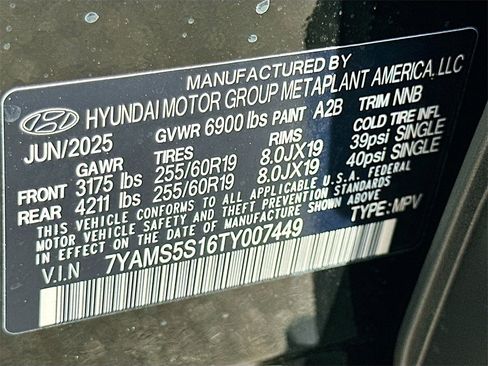 MANUFACTURED BY
HYUNDAI MOTOR GROUP METAPLANT AMERICA, LLC
JUN/2025 GVWR 6900 lbs PAINT A2B TRIM NNB
GAWR TIRES RIMS COLD TIRE INFL
FRONT 3175 lbs 255/60R19 8.0JX19 39psi SINGLE
REAR 4211 lbs 255/60R19 8.0JX19 40psi SINGLE
THIS VEHICLE CONFORMS TO ALL APPLICABLE U.S.A. FEDERAL
MOTOR VEHICLE SAFETY AND THEFT PREVENTION STANDARDS
IN EFFECT ON THE DATE OF MANUFACTURE SHOWN ABOVE.
V.I.N 7YAMS5S16TY007449 TYPE: MPV